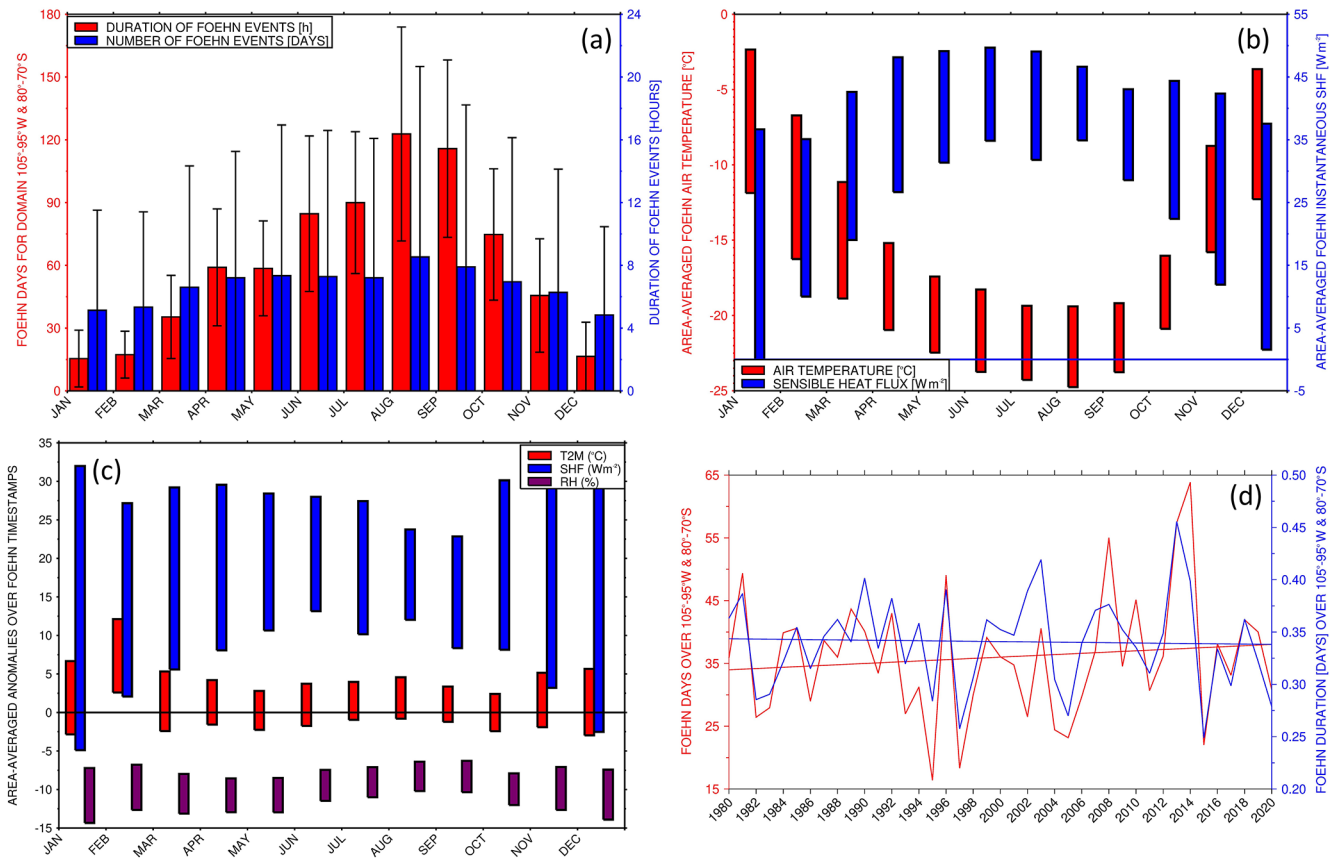 180
150
120
90
60
30
0
FOEHN DAYS FOR DOMAIN 105°-95°W & 80°-70°S
DURATION OF FOEHN EVENTS [h]
NUMBER OF FOEHN EVENTS [DAYS]
(a)
24
20
16
12
8
4
0
DURATION OF FOEHN EVENTS [HOURS]
JAN FEB MAR APR MAY JUN JUL AUG SEP OCT NOV DEC
0
-5
-10
-15
-20
-25
AREA-AVERAGED FOEHN AIR TEMPERATURE [°C]
(b)
AIR TEMPERATURE [°C]
SENSIBLE HEAT FLUX [Wm⁻²]
55
45
35
25
15
5
-5
AREA-AVERAGED FOEHN INSTANTANEOUS SHF [Wm⁻²]
JAN FEB MAR APR MAY JUN JUL AUG SEP OCT NOV DEC
35
30
25
20
15
10
5
0
-5
-10
-15
AREA-AVERAGED ANOMALIES OVER FOEHN TIMESTAMPS
(c)
T2M (°C)
SHF (Wm⁻²)
RH (%)
JAN FEB MAR APR MAY JUN JUL AUG SEP OCT NOV DEC
65
55
45
35
25
15
FOEHN DAYS OVER 105°-95°W & 80°-70°S
(d)
0.50
0.45
0.40
0.35
0.30
0.25
0.20
FOEHN DURATION [DAYS] OVER 105°-95°W & 80°-70°S
1980 1982 1984 1986 1988 1990 1992 1994 1996 1998 2000 2002 2004 2006 2008 2010 2012 2014 2016 2018 2020